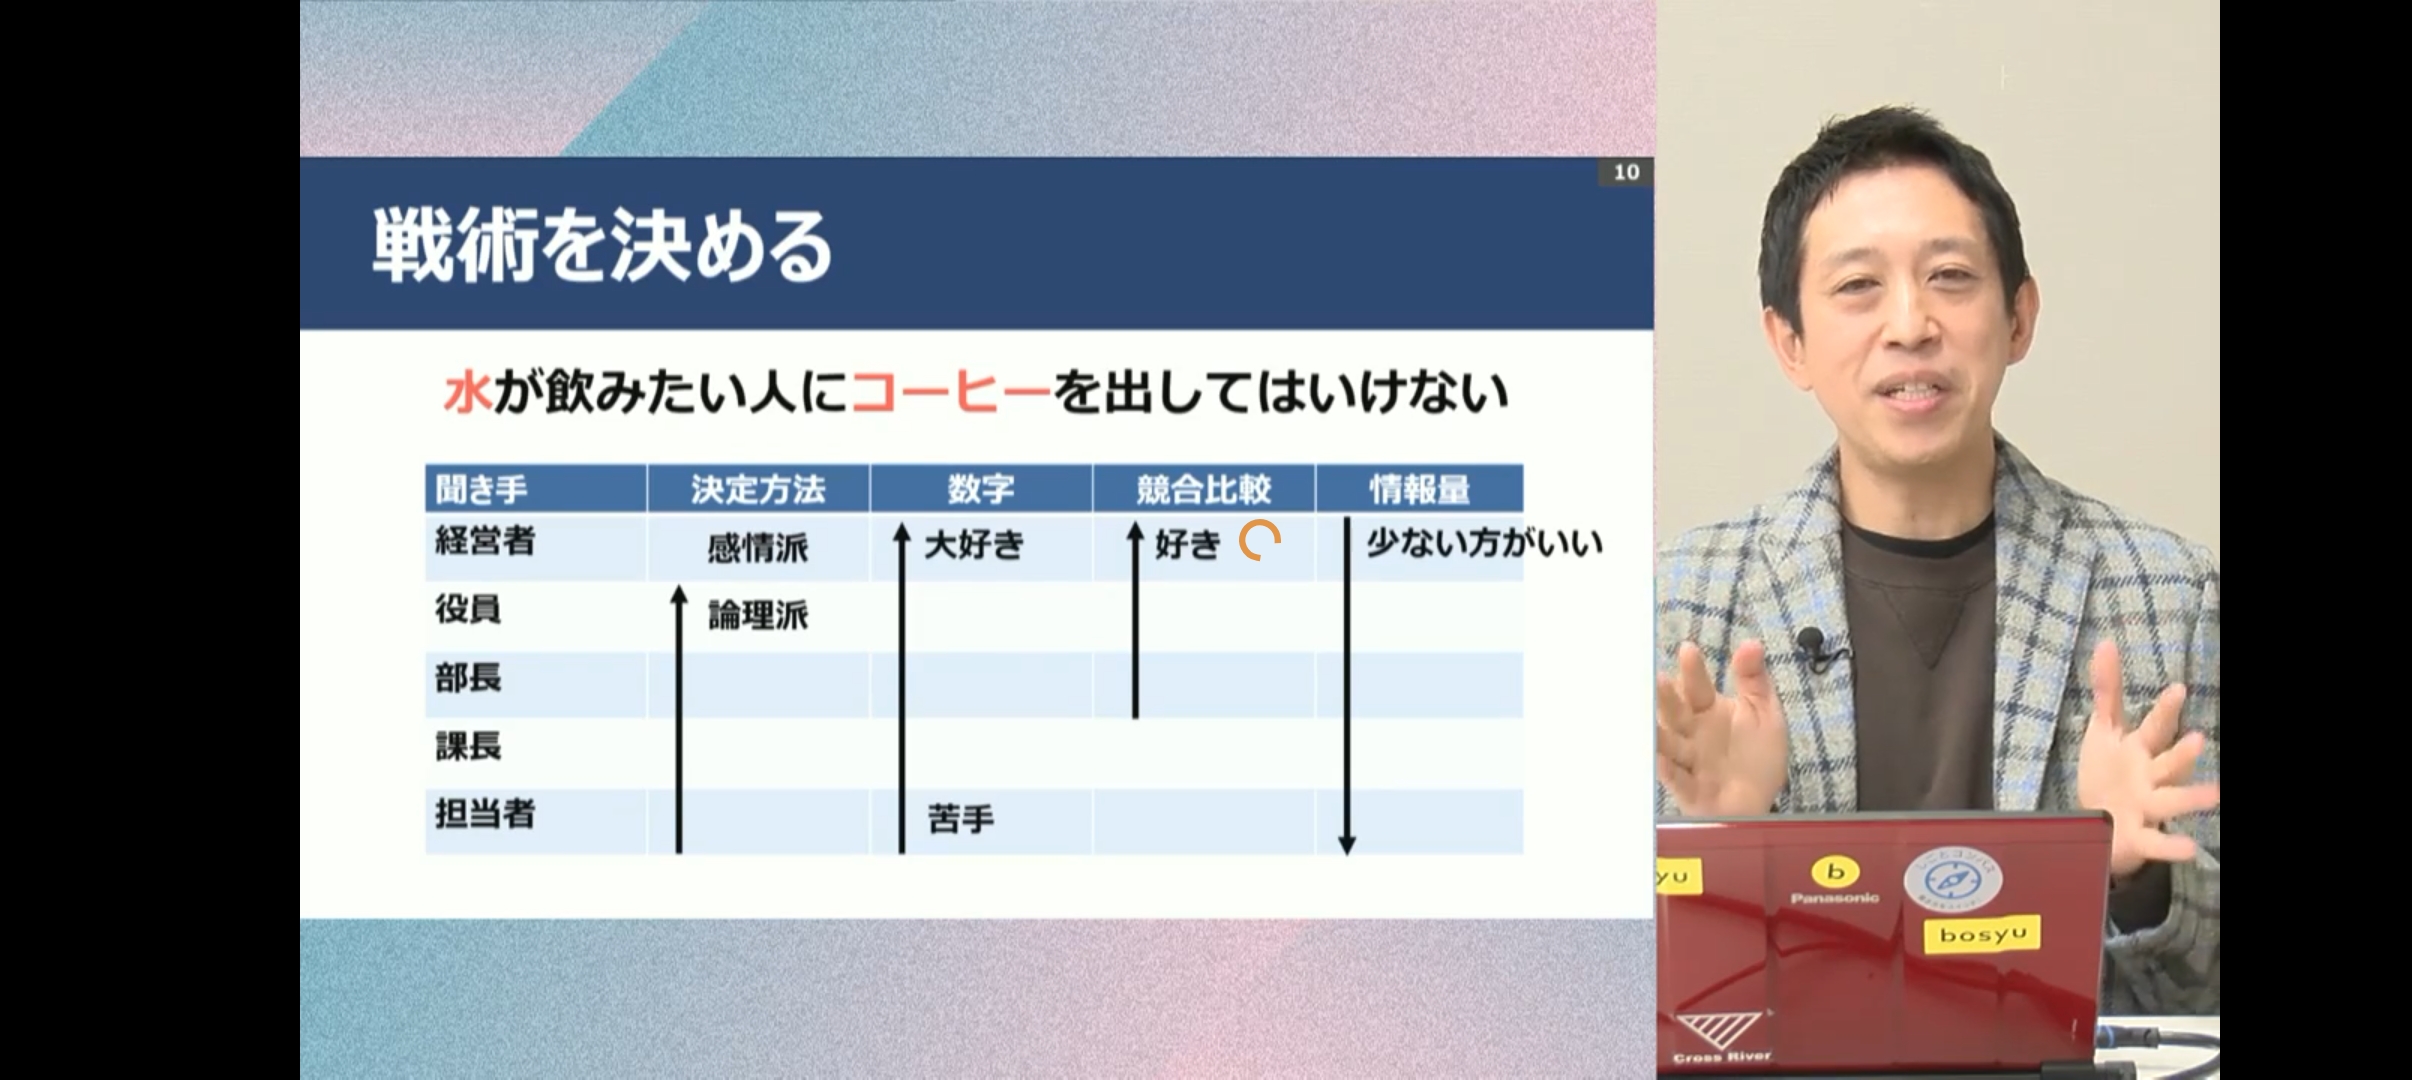 10
戦術を決める
水が飲みたい人にコーヒーを出してはいけない
聞き手 決定方法 数字 競合比較 情報量
経営者 感情派 大好き 好き 少ない方がいい
役員 論理派
部長
課長
担当者 苦手
yu
b
Panasonic
bosyu
Cross River